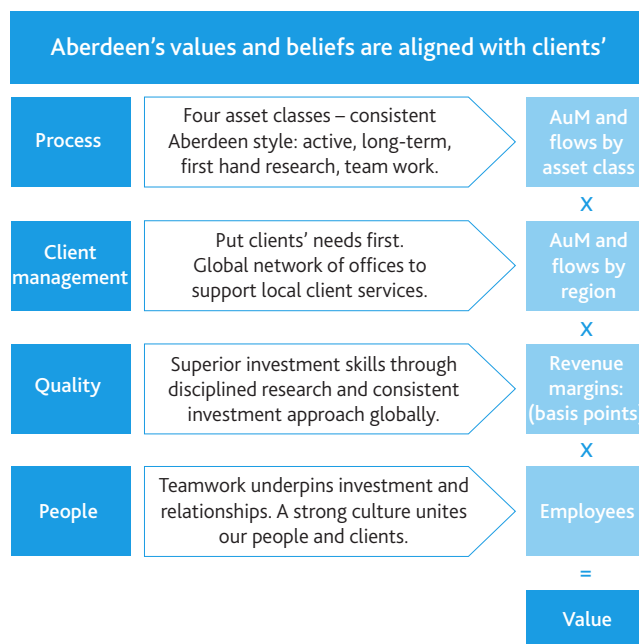 Aberdeen's values and beliefs are aligned with clients'
Process
Four asset classes – consistent
Aberdeen style: active, long-term,
first hand research, team work.
AuM and
flows by
asset class
X
Client
management
Put clients' needs first.
Global network of offices to
support local client services.
AuM and
flows by
region
X
Quality
Superior investment skills through
disciplined research and consistent
investment approach globally.
Revenue
margins:
(basis points
X
People
Teamwork underpins investment and
relationships. A strong culture unites
our people and clients.
Employees
=
Value